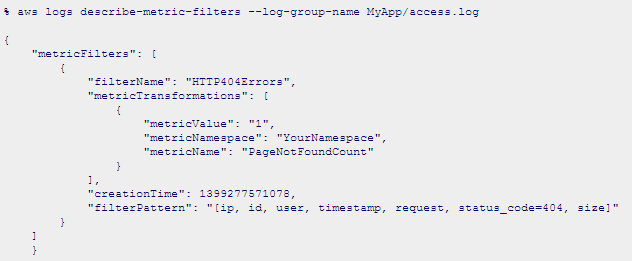 % aws logs describe-metric-filters --log-group-name MyApp/access.log
{
"metricFilters": [
{
"filterName": "HTTP404Errors",
"metricTransformations": [
{
"metricValue": "1",
"metricNamespace": "YourNamespace",
"metricName": "PageNotFoundCount"
}
],
"creationTime": 1399277571078,
"filterPattern": "[ip, id, user, timestamp, request, status_code=404, size]"
}
]
}